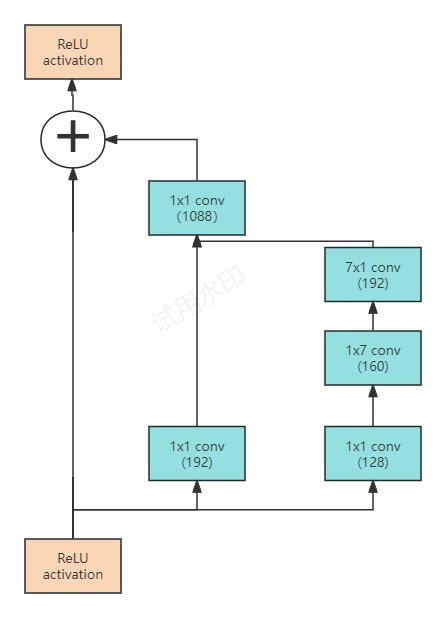 ReLU
activation
1x1 conv
(1088)
7x1 conv
(192)
试用水印
1x7 conv
(160)
1x1 conv
(192)
1x1 conv
(128)
ReLU
activation